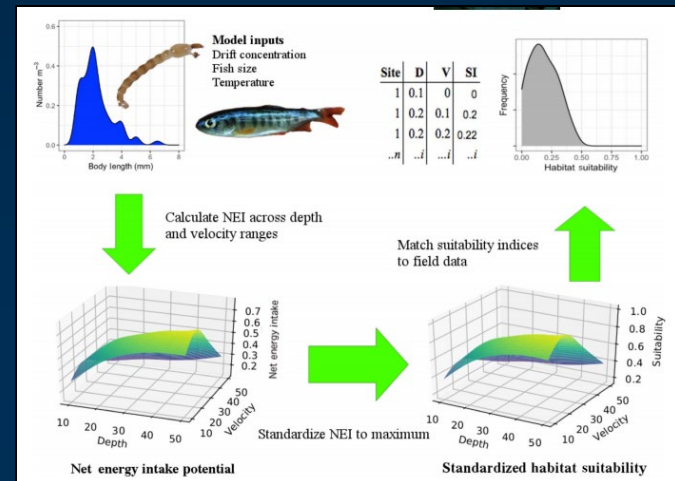 0.6
0.4
0.2
0.0
Number m⁻³
0 2 4 6 8
Body length (mm)
Model inputs
Drift concentration
Fish size
Temperature
Site D V SI
1 0.1 0 0
1 0.2 0.1 0.2
1 0.2 0.2 0.22
..n ..i ...i ..i
Frequency
0.00 0.25 0.50 0.75 1.00
Habitat suitability
Calculate NEI across depth
and velocity ranges
Match suitability indices
to field data
0.7
0.6
0.5
0.4
0.3
0.2
Net energy intake
10 20 30 40 50
Depth
10 20 30 40 50
Velocity
Net energy intake potential
Standardize NEI to maximum
1.0
0.8
0.6
0.4
0.2
Suitability
10 20 30 40 50
Depth
10 20 30 40 50
Velocity
Standardized habitat suitability